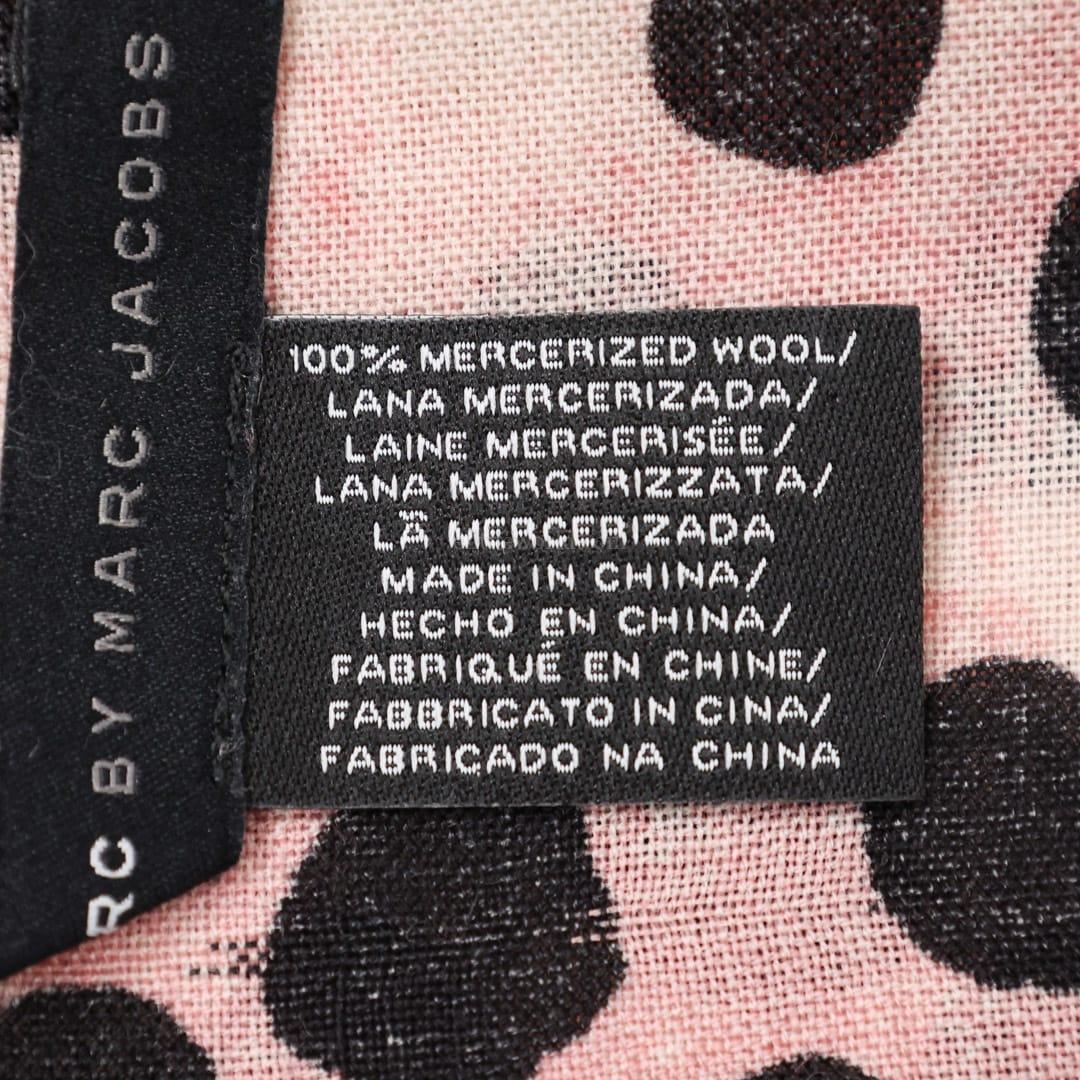 RC BY MARC JACOBS
100% MERCERIZED WOOL/
LANA MERCERIZADA/
LAINE MERCERISÉE/
LANA MERCERIZZATA/
LÃ MERCERIZADA
MADE IN CHINA/
HECHO EN CHINA/
FABRIQUÉ EN CHINE/
FABBRICATO IN CINA/
FABRICADO NA CHINA